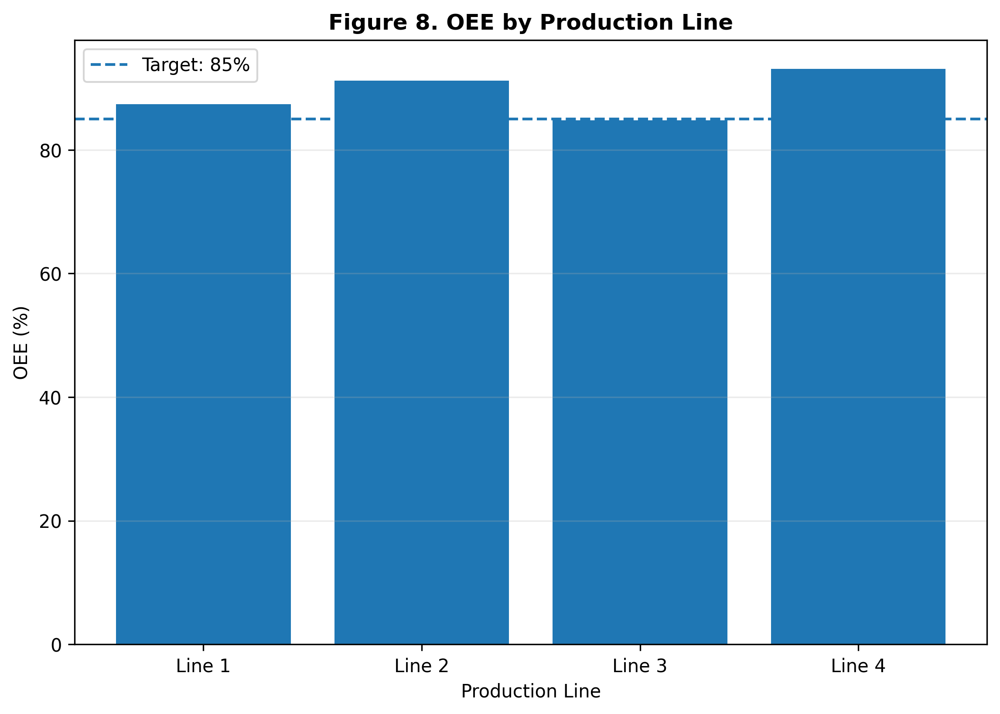 Figure 8. OEE by Production Line
Target: 85%
80
60
40
20
0
OEE (%)
Line 1
Line 2
Line 3
Line 4
Production Line